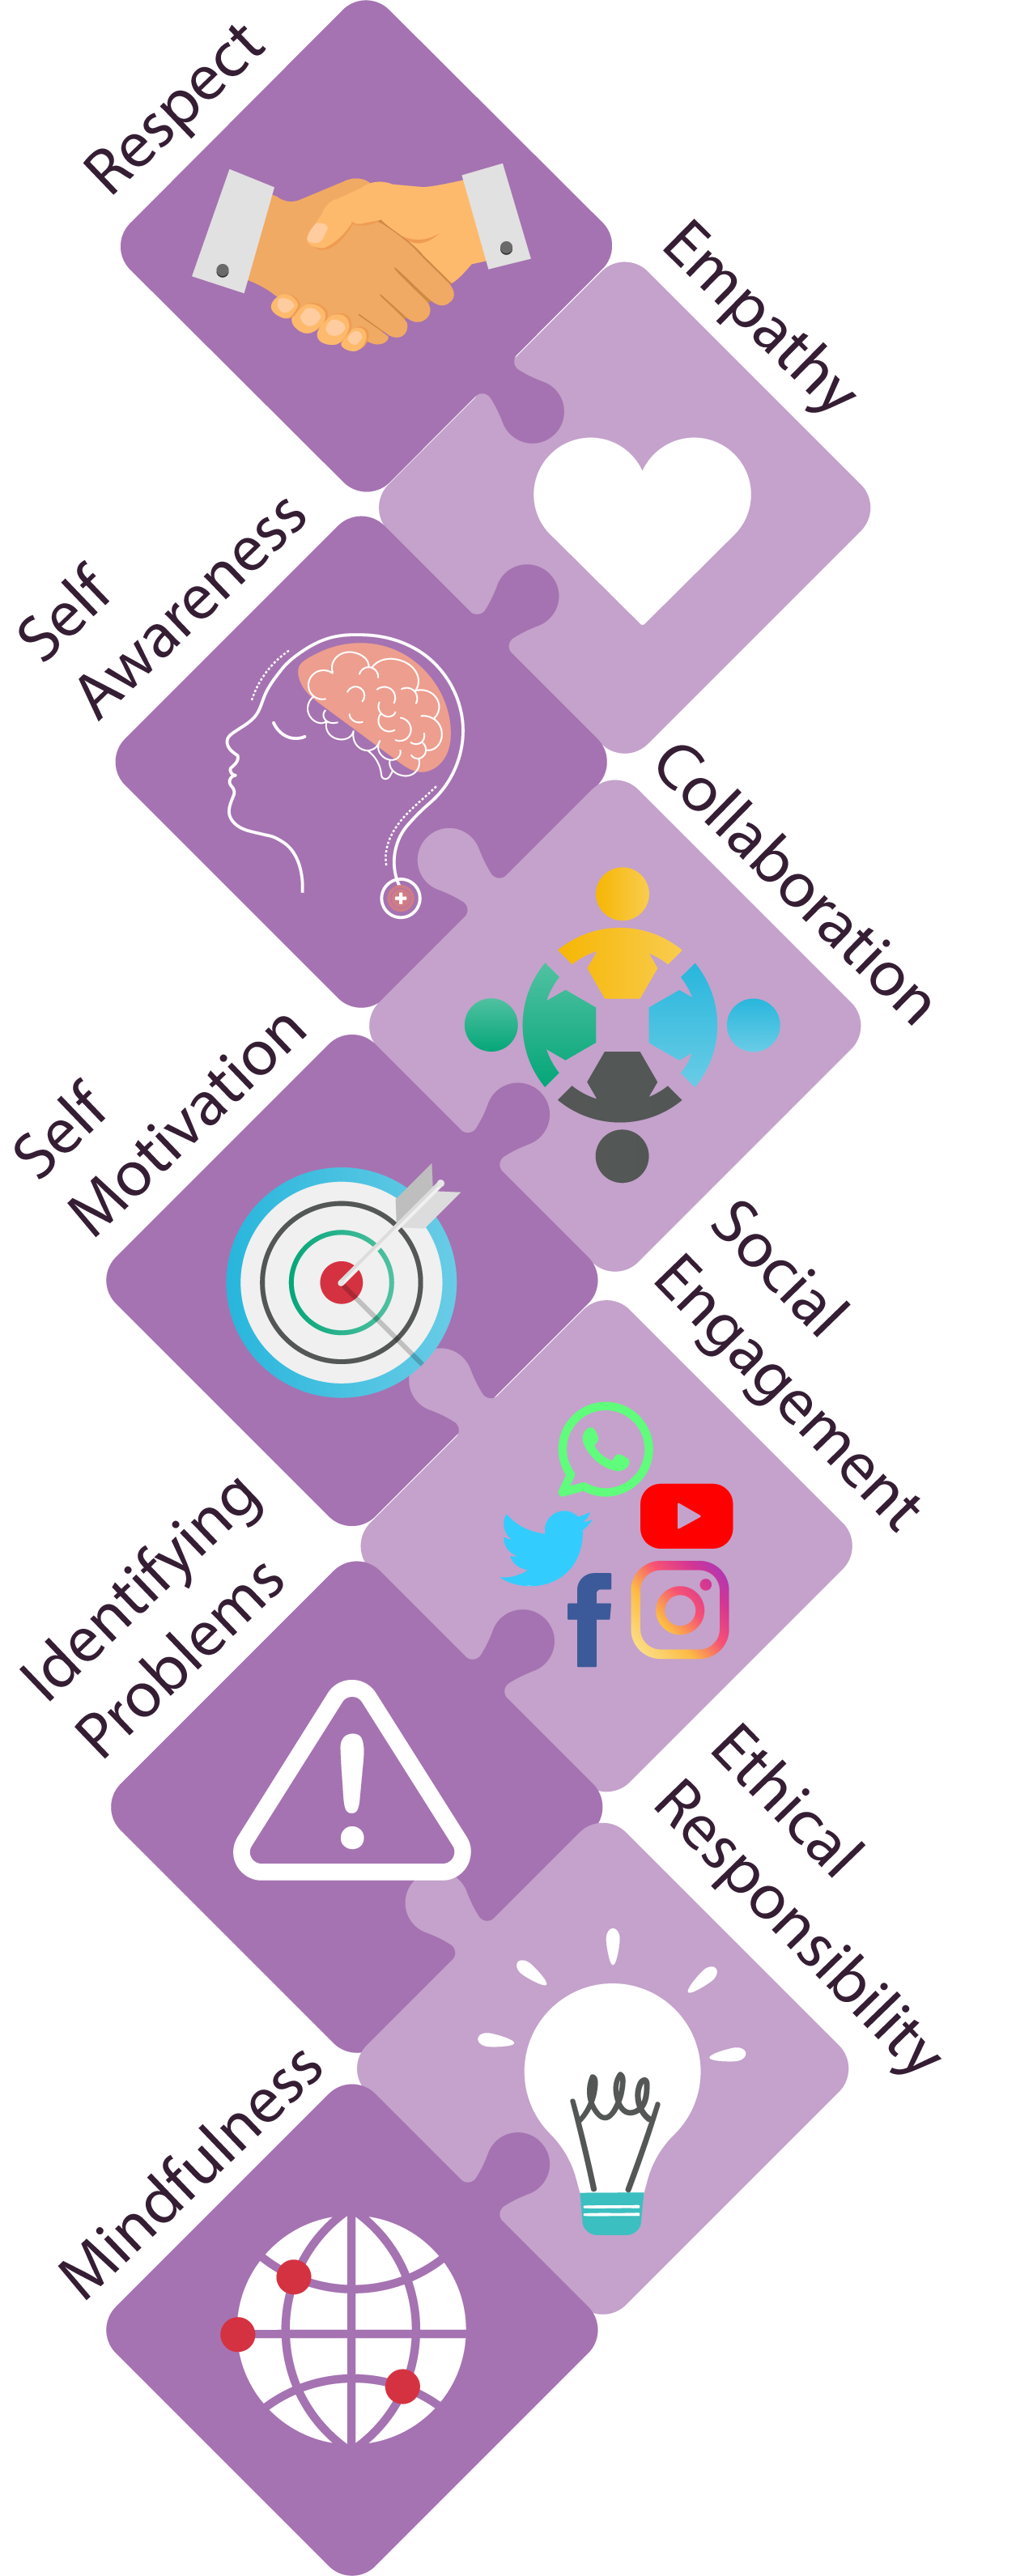 Respect
Empathy
Self
Awareness
Collaboration
Self
Motivation
Social
Engagement
Identifying
Problems
Ethical
Responsibility
Mindfulness